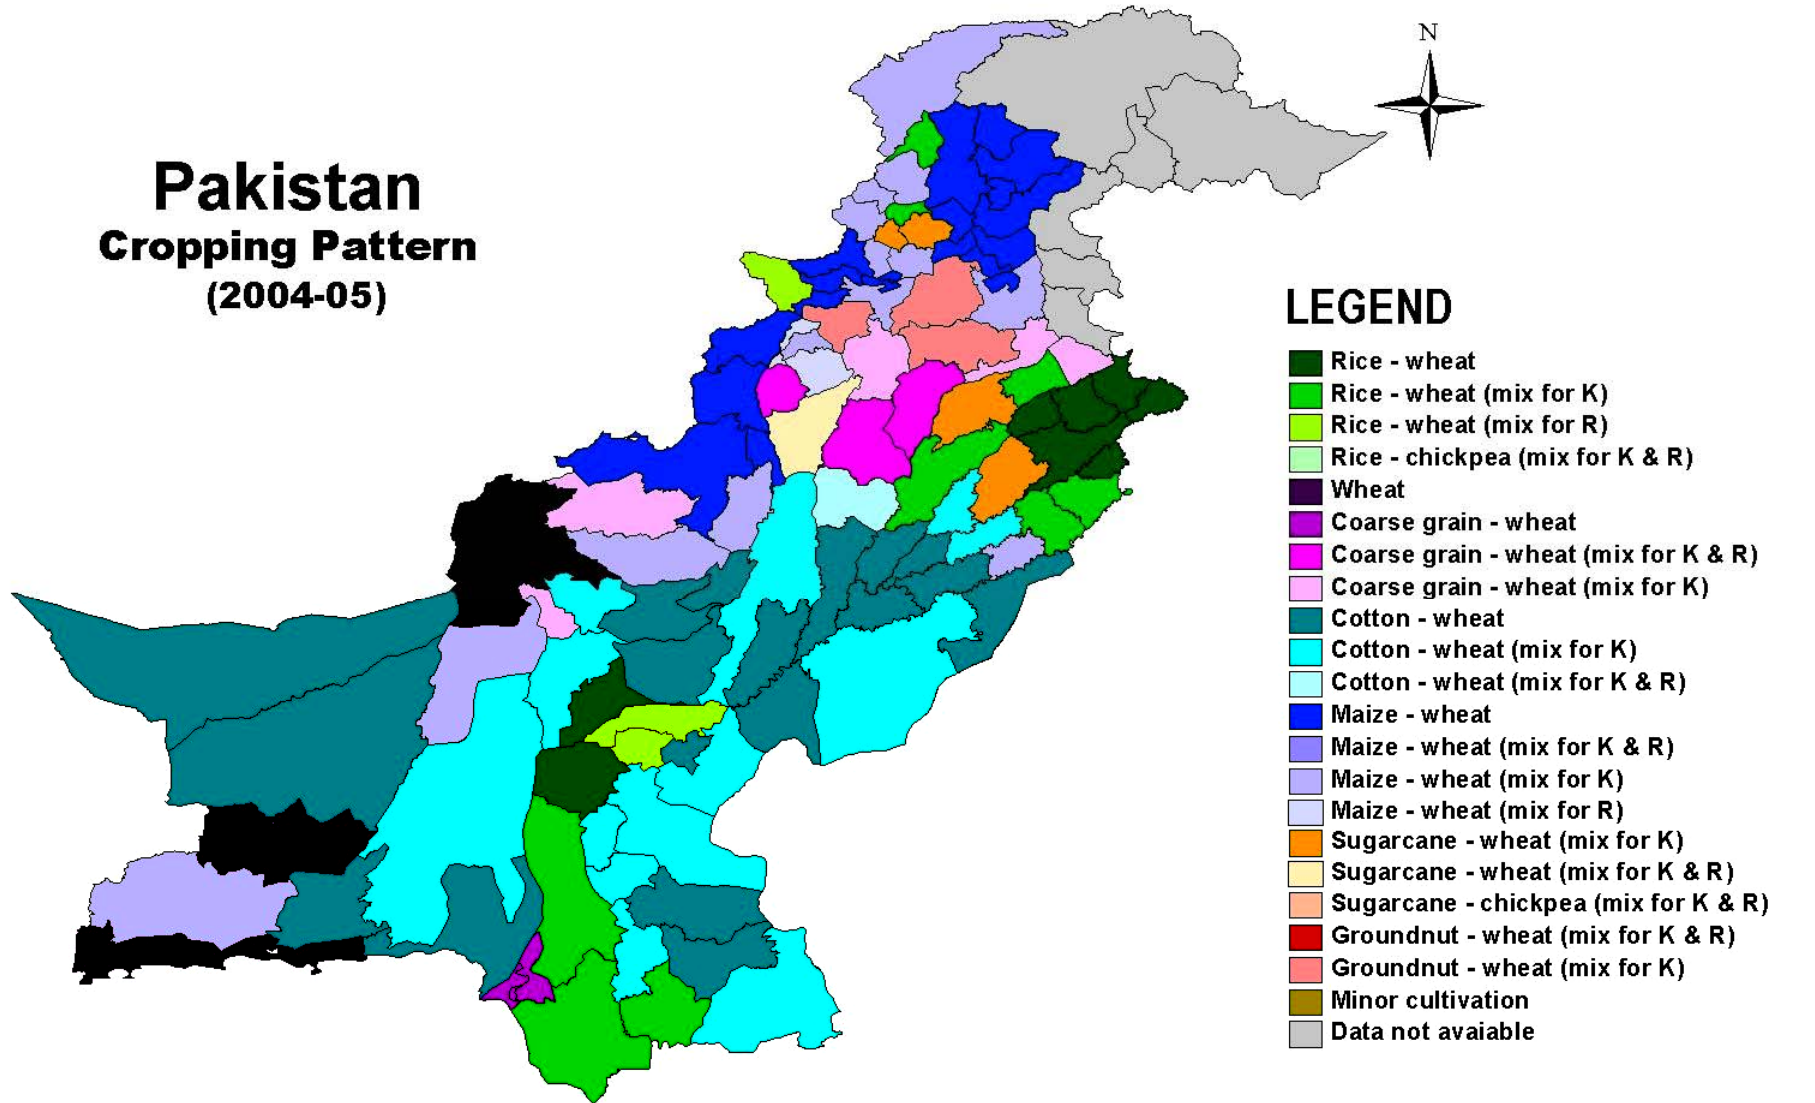 Pakistan
Cropping Pattern
(2004-05)
N
LEGEND
Rice - wheat
Rice - wheat (mix for K)
Rice - wheat (mix for R)
Rice - chickpea (mix for K & R)
Wheat
Coarse grain - wheat
Coarse grain - wheat (mix for K & R)
Coarse grain - wheat (mix for K)
Cotton - wheat
Cotton - wheat (mix for K)
Cotton - wheat (mix for K & R)
Maize - wheat
Maize - wheat (mix for K & R)
Maize - wheat (mix for K)
Maize - wheat (mix for R)
Sugarcane - wheat (mix for K)
Sugarcane - wheat (mix for K & R)
Sugarcane - chickpea (mix for K & R)
Groundnut - wheat (mix for K & R)
Groundnut - wheat (mix for K)
Minor cultivation
Data not avaiable